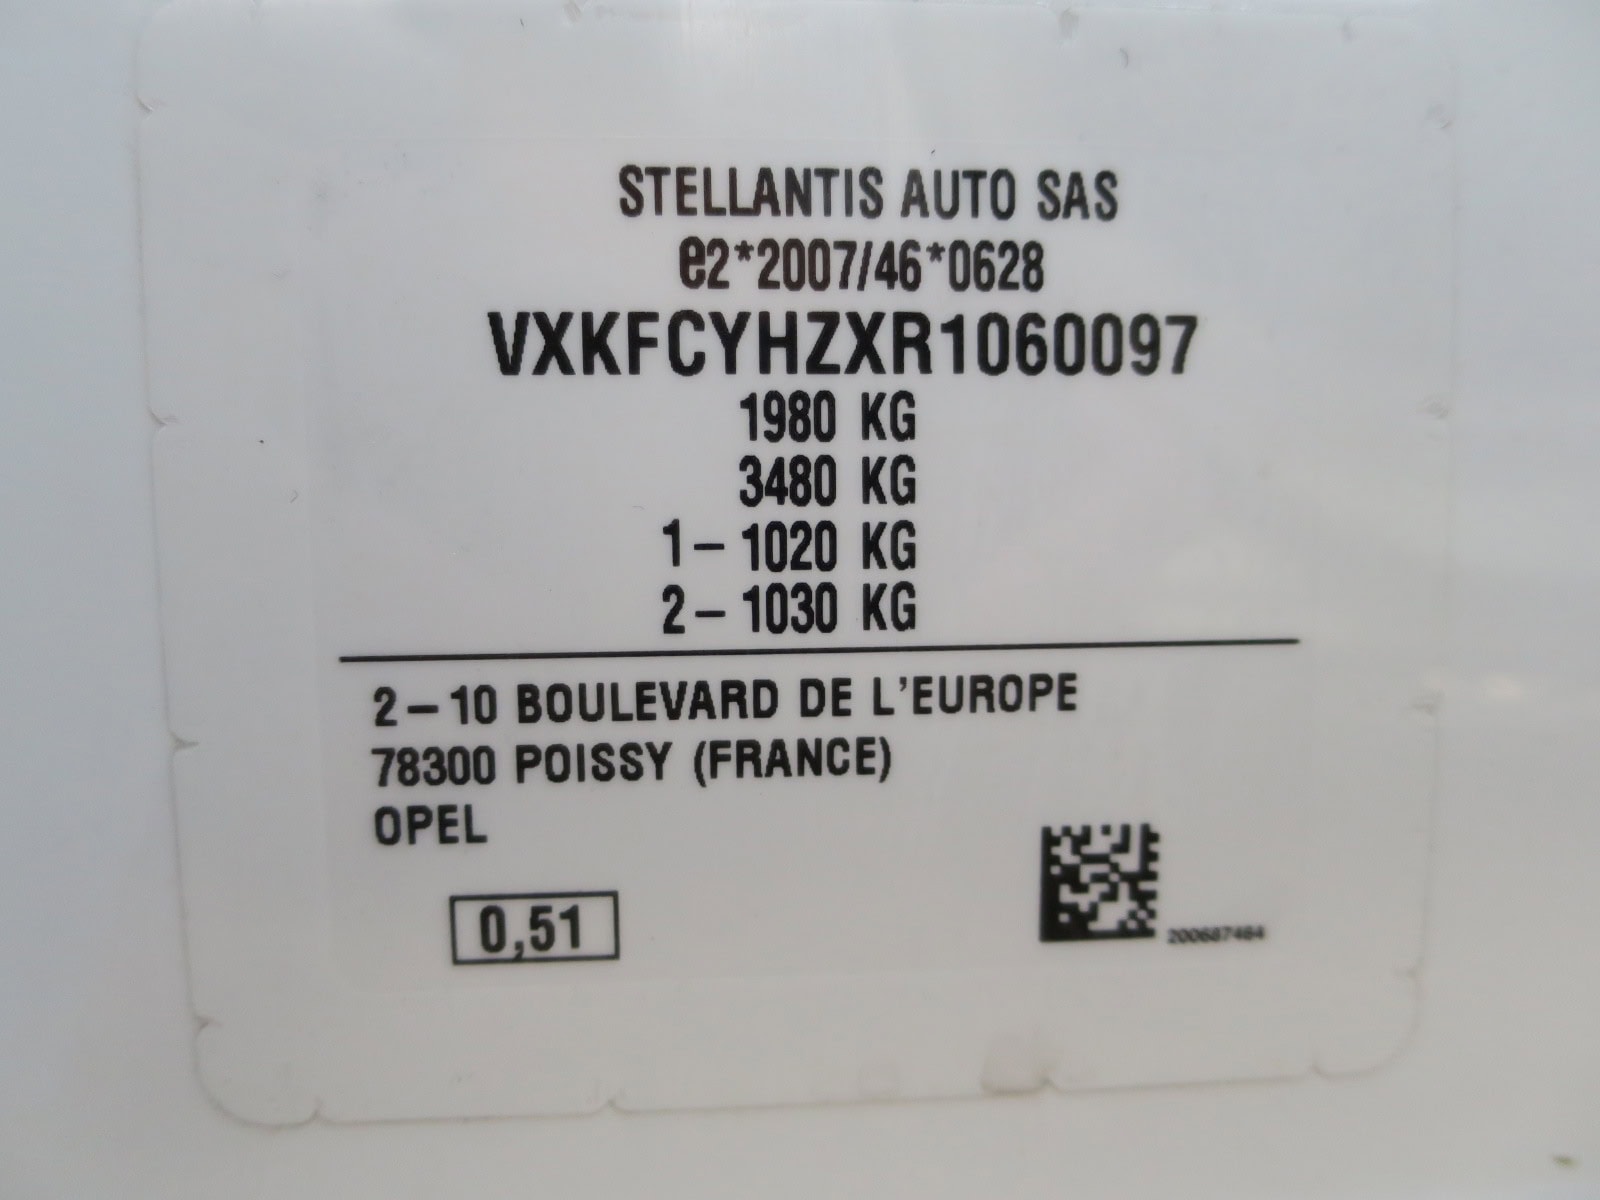 STELLANTIS AUTO SAS
e2*2007/46*0628
VXKFCYHZXR1060097
1980 KG
3480 KG
1– 1020 KG
2– 1030 KG
2–10 BOULEVARD DE L'EUROPE
78300 POISSY (FRANCE)
OPEL
0,51
200687484